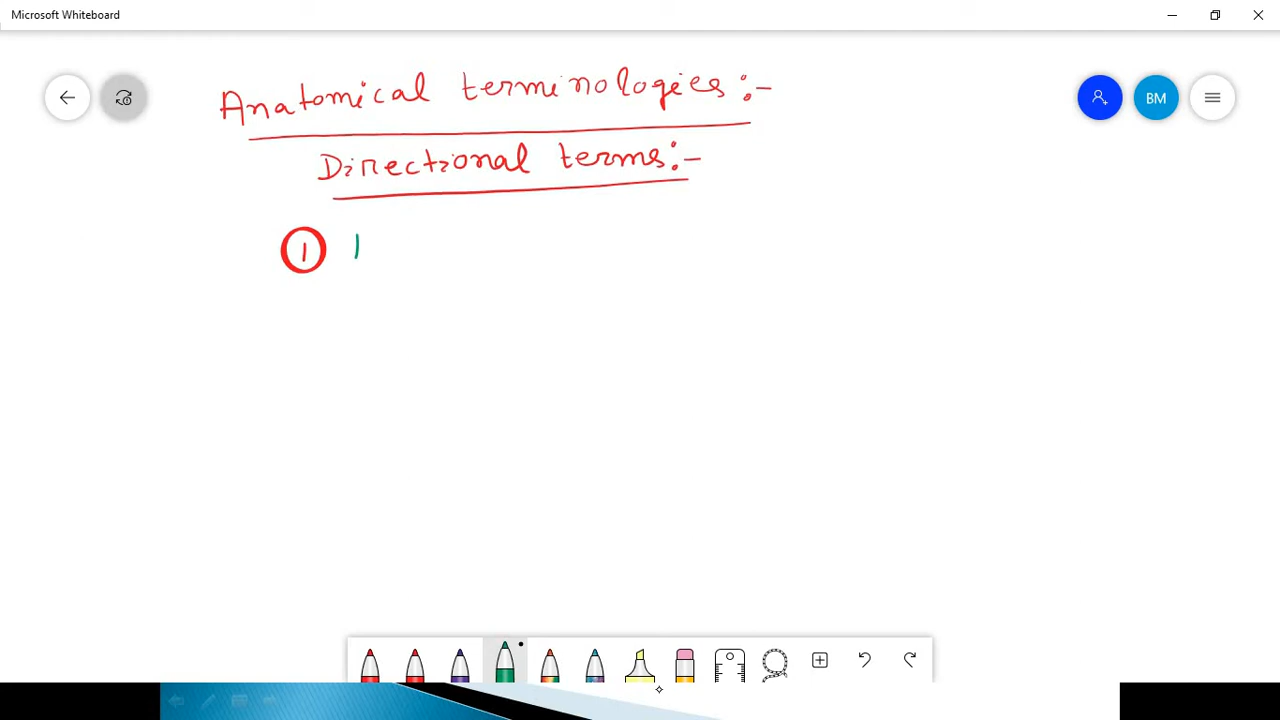 Microsoft Whiteboard
BM
Anatomical terminologies:-
Directional terms:-
1